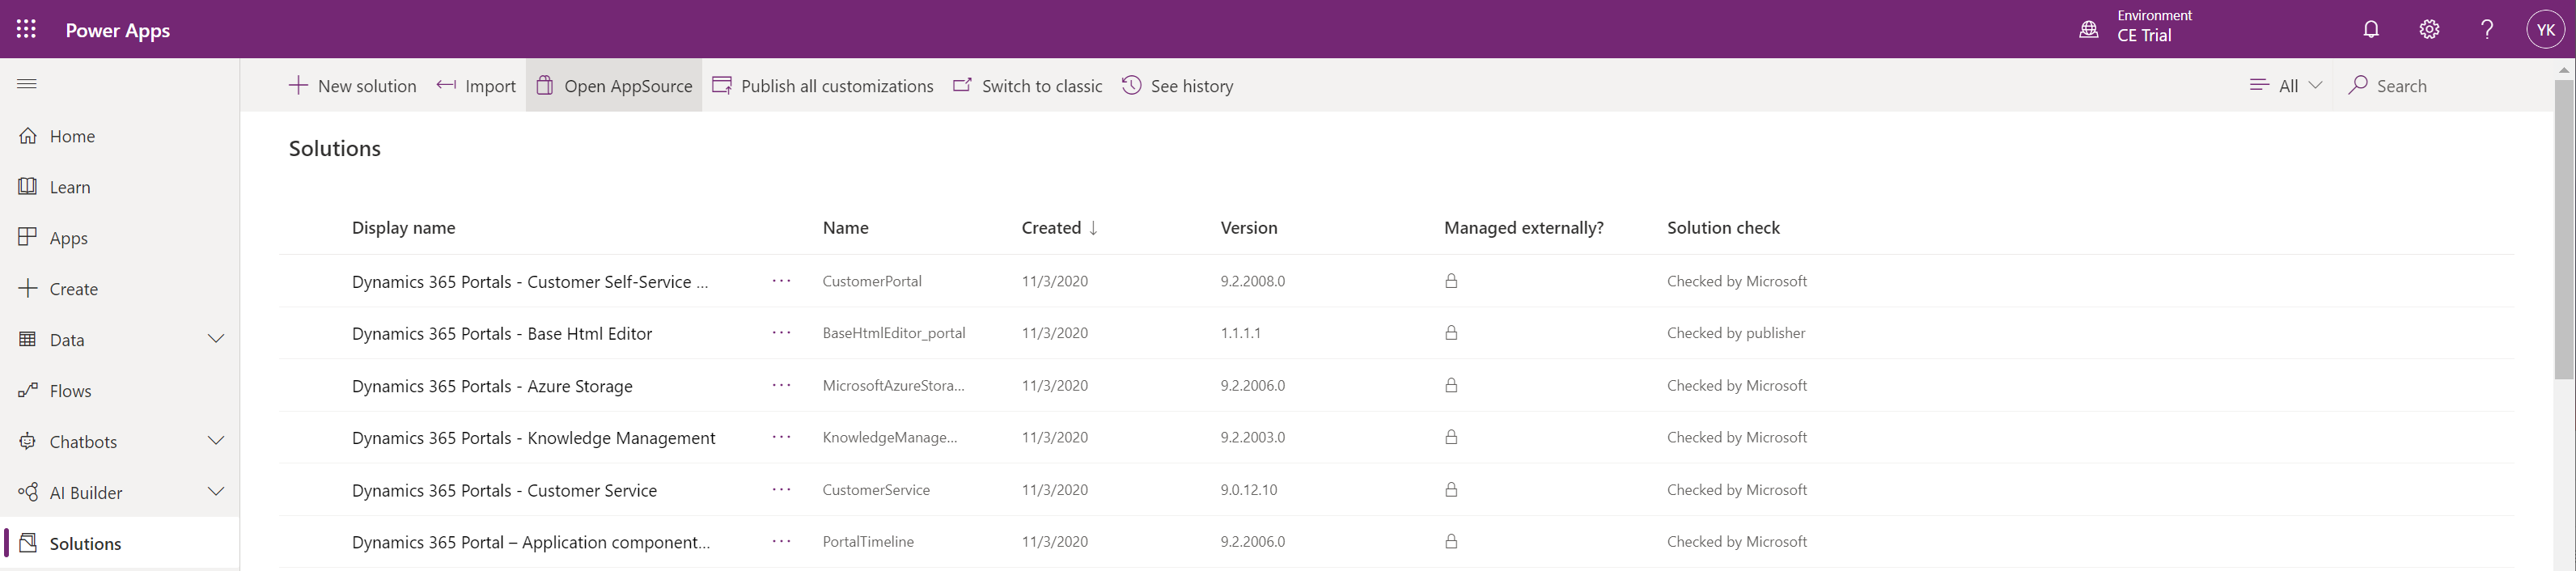 Power Apps
Environment
CE Trial
YK
New solution Import Open AppSource Publish all customizations Switch to classic See history All Search
Home
Learn
Apps
Create
Data
Flows
Chatbots
AI Builder
Solutions
Solutions
Display name Name Created ↓ Version Managed externally? Solution check
Dynamics 365 Portals - Customer Self-Service ... ··· CustomerPortal 11/3/2020 9.2.2008.0 Checked by Microsoft
Dynamics 365 Portals - Base Html Editor ··· BaseHtmlEditor_portal 11/3/2020 1.1.1.1 Checked by publisher
Dynamics 365 Portals - Azure Storage ··· MicrosoftAzureStora... 11/3/2020 9.2.2006.0 Checked by Microsoft
Dynamics 365 Portals - Knowledge Management ··· KnowledgeManage... 11/3/2020 9.2.2003.0 Checked by Microsoft
Dynamics 365 Portals - Customer Service ··· CustomerService 11/3/2020 9.0.12.10 Checked by Microsoft
Dynamics 365 Portal – Application component... ··· PortalTimeline 11/3/2020 9.2.2006.0 Checked by Microsoft